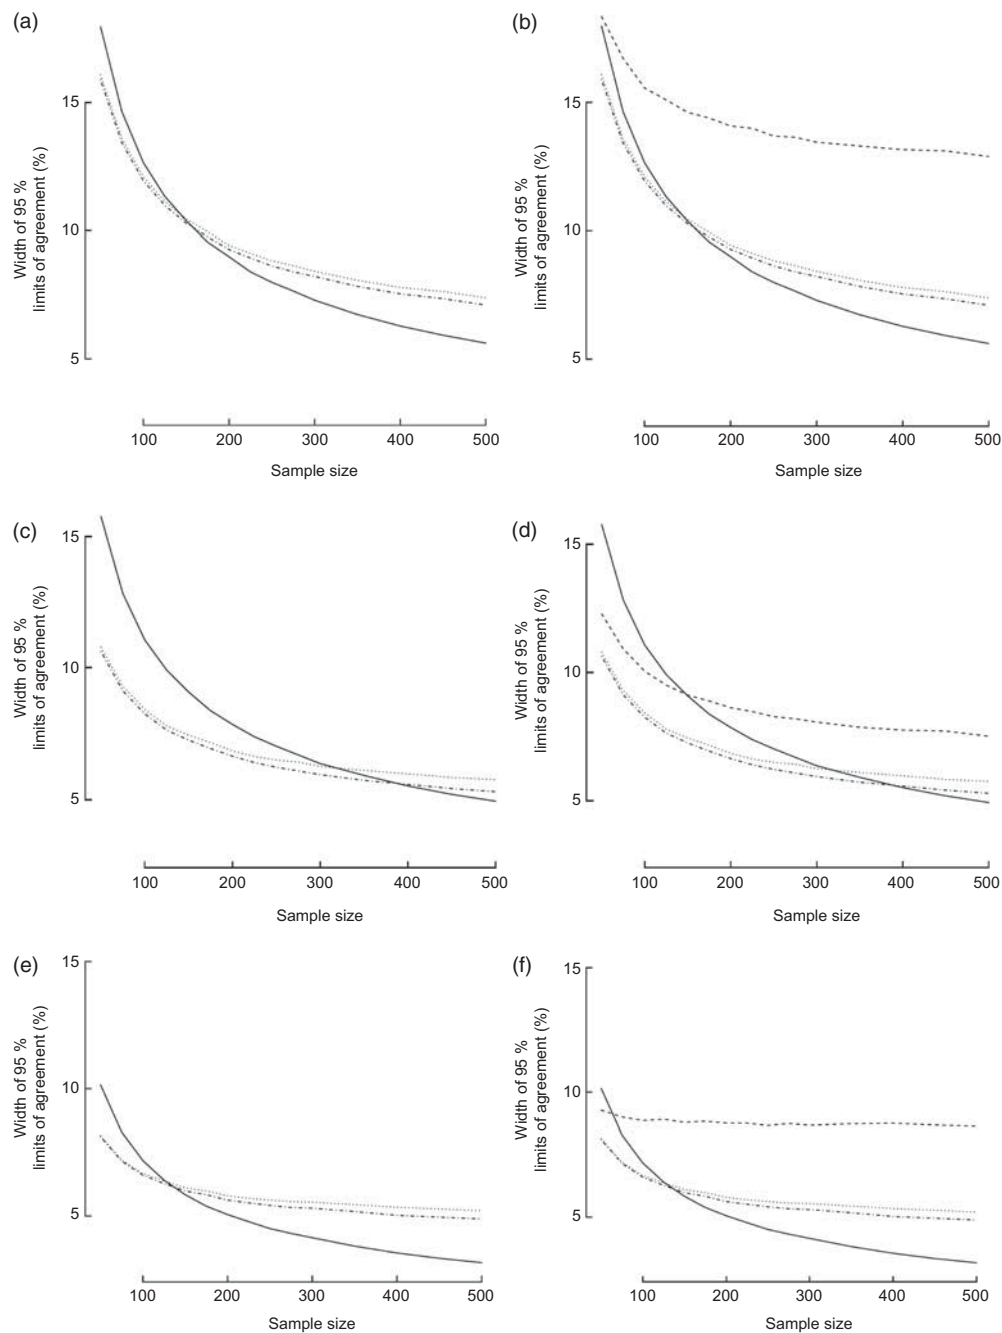 (a)
15
10
5
Width of 95 %
limits of agreement (%)
100 200 300 400 500
Sample size
(b)
15
10
5
Width of 95 %
limits of agreement (%)
100 200 300 400 500
Sample size
(c)
15
10
5
Width of 95 %
limits of agreement (%)
100 200 300 400 500
Sample size
(d)
15
10
5
Width of 95 %
limits of agreement (%)
100 200 300 400 500
Sample size
(e)
15
10
5
Width of 95 %
limits of agreement (%)
100 200 300 400 500
Sample size
(f)
15
10
5
Width of 95 %
limits of agreement (%)
100 200 300 400 500
Sample size